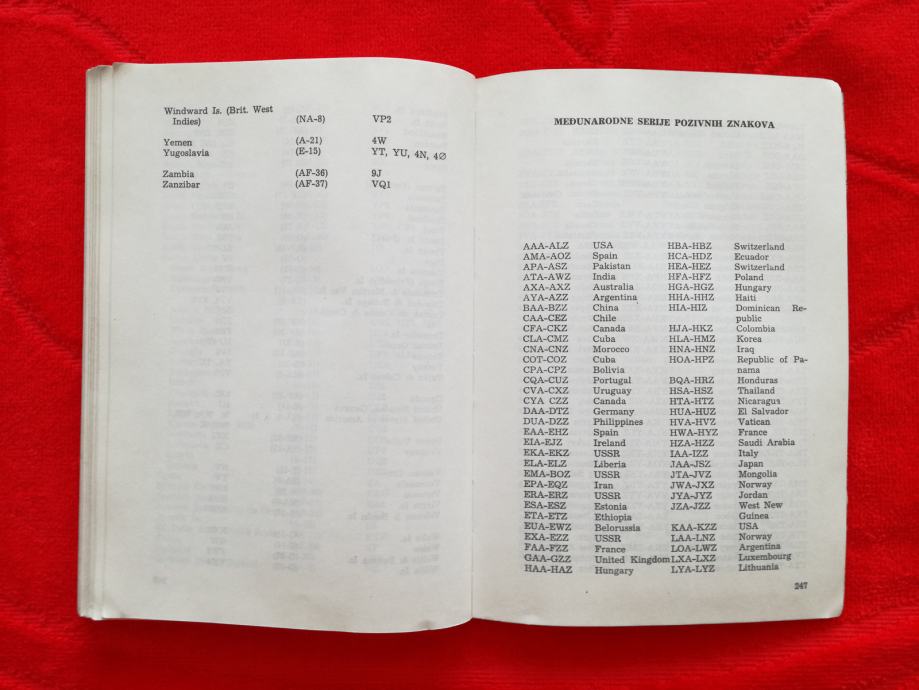 Windward Is. (Brit. West
Indies) (NA-8) VP2
Yemen (A-21) 4W
Yugoslavia (E-15) YT, YU, 4N, 4Ø
Zambia (AF-36) 9J
Zanzibar (AF-37) VQ1
MEĐUNARODNE SERIJE POZIVNIH ZNAKOVA
AAA-ALZ USA HBA-HBZ Switzerland
AMA-AOZ Spain HCA-HDZ Ecuador
APA-ASZ Pakistan HEA-HEZ Switzerland
ATA-AWZ India HFA-HFZ Poland
AXA-AXZ Australia HGA-HGZ Hungary
AYA-AZZ Argentina HHA-HHZ Haiti
BAA-BZZ China HIA-HIZ Dominican Re-
CAA-CEZ Chile public
CFA-CKZ Canada HJA-HKZ Colombia
CLA-CMZ Cuba HLA-HMZ Korea
CNA-CNZ Morocco HNA-HNZ Iraq
COT-COZ Cuba HOA-HPZ Republic of Pa-
CPA-CPZ Bolivia nama
CQA-CUZ Portugal BQA-HRZ Honduras
CVA-CXZ Uruguay HSA-HSZ Thailand
CYA CZZ Canada HTA-HTZ Nicaragua
DAA-DTZ Germany HUA-HUZ El Salvador
DUA-DZZ Philippines HVA-HVZ Vatican
EAA-EHZ Spain HWA-HYZ France
EIA-EJZ Ireland HZA-HZZ Saudi Arabia
EKA-EKZ USSR IAA-IZZ Italy
ELA-ELZ Liberia JAA-JSZ Japan
EMA-BOZ USSR JTA-JVZ Mongolia
EPA-EQZ Iran JWA-JXZ Norway
ERA-ERZ USSR JYA-JYZ Jordan
ESA-ESZ Estonia JZA-JZZ West New
ETA-ETZ Ethiopia Guinea
EUA-EWZ Belorussia KAA-KZZ USA
EXA-EZZ USSR LAA-LNZ Norway
FAA-FZZ France LOA-LWZ Argentina
GAA-GZZ United Kingdom LXA-LXZ Luxembourg
HAA-HAZ Hungary LYA-LYZ Lithuania
247